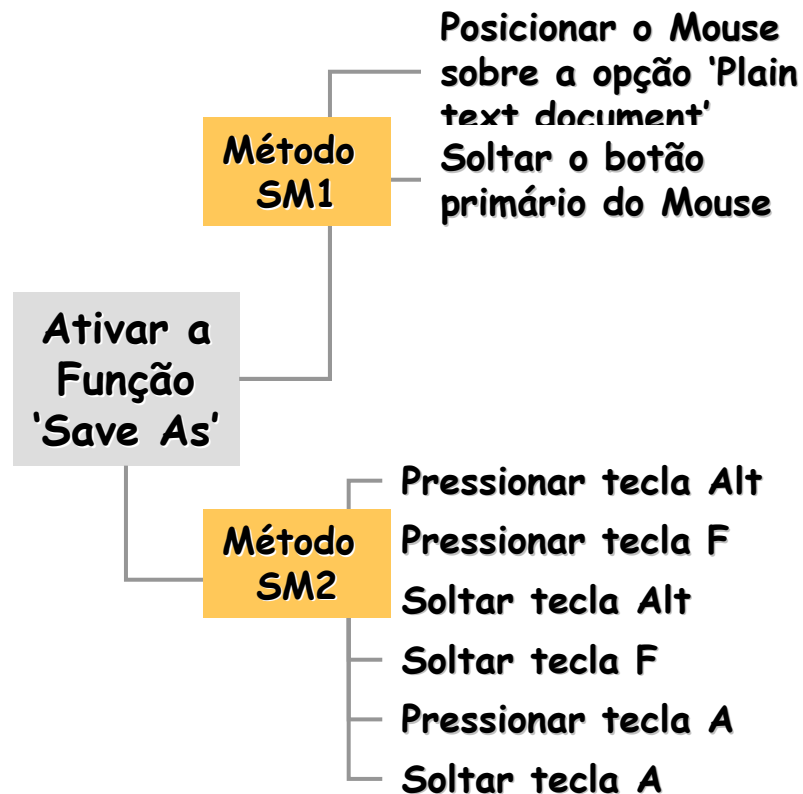 Posicionar o Mouse
sobre a opção ‘Plain
text document’
Método
SM1
Soltar o botão
primário do Mouse
Ativar a
Função
‘Save As’
Método
SM2
Pressionar tecla Alt
Pressionar tecla F
Soltar tecla Alt
Soltar tecla F
Pressionar tecla A
Soltar tecla A